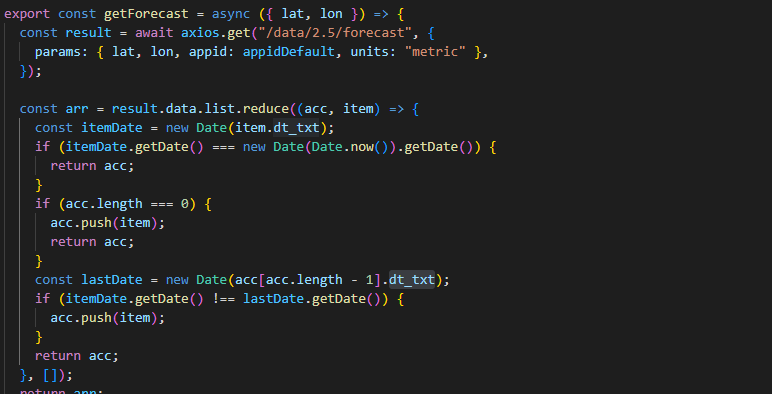 export const getForecast = async ({ lat, lon }) => {
  const result = await axios.get("/data/2.5/forecast", {
    params: { lat, lon, appid: appidDefault, units: "metric" },
  });

  const arr = result.data.list.reduce((acc, item) => {
    const itemDate = new Date(item.dt_txt);
    if (itemDate.getDate() === new Date(Date.now()).getDate()) {
      return acc;
    }
    if (acc.length === 0) {
      acc.push(item);
      return acc;
    }
    const lastDate = new Date(acc[acc.length - 1].dt_txt);
    if (itemDate.getDate() !== lastDate.getDate()) {
      acc.push(item);
    }
    return acc;
  }, []);
  return arr;